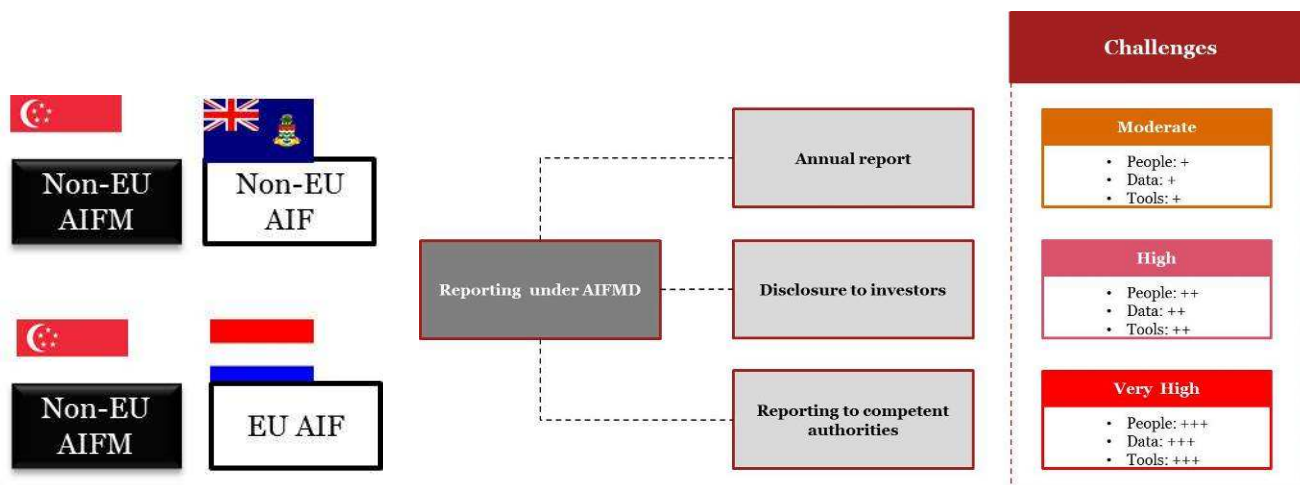 Non-EU
AIFM
Non-EU
AIF
Non-EU
AIFM
EU AIF
Reporting under AIFMD
Annual report
Disclosure to investors
Reporting to competent
authorities
Challenges
Moderate
• People: +
• Data: +
• Tools: +
High
• People: ++
• Data: ++
• Tools: ++
Very High
• People: +++
• Data: +++
• Tools: +++